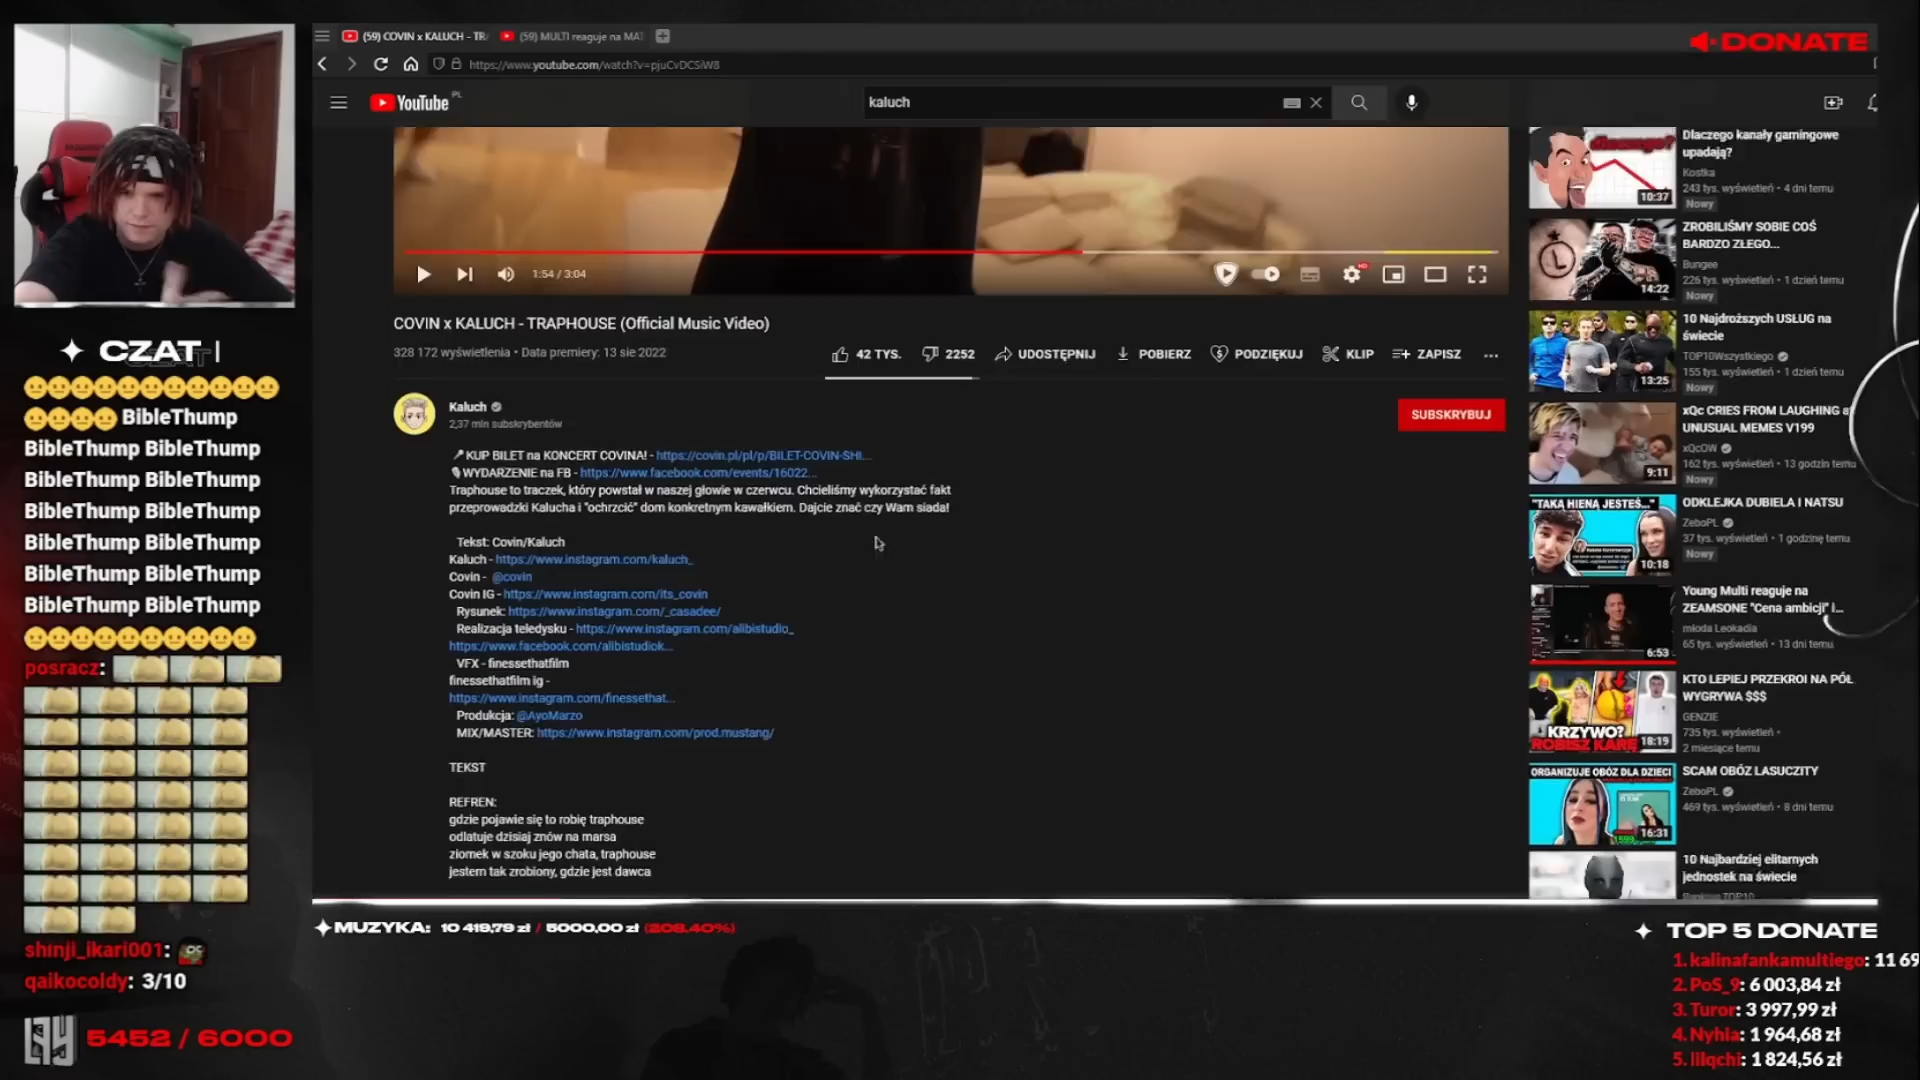 (59) COVIN x KALUCH - TR
(59) MULTI reaguje na MA
DONATE
https://www.youtube.com/watch?v=pjuCvDCSiW8
YouTube PL
kaluch
1:54 / 3:04
HD
COVIN x KALUCH - TRAPHOUSE (Official Music Video)
328 172 wyświetlenia • Data premiery: 13 sie 2022
42 TYS.
2252
UDOSTĘPNIJ
POBIERZ
PODZIĘKUJ
KLIP
ZAPISZ
Kaluch
2,37 mln subskrybentów
SUBSKRYBUJ
KUP BILET na KONCERT COVINA! - https://covin.pl/pl/p/BILET-COVIN-SHI...
WYDARZENIE na FB - https://www.facebook.com/events/16022...
Traphouse to traczek, który powstał w naszej głowie w czerwcu. Chcieliśmy wykorzystać fakt
przeprowadzki Kalucha i "ochrzcić" dom konkretnym kawałkiem. Dajcie znać czy Wam siada!
Tekst: Covin/Kaluch
Kaluch - https://www.instagram.com/kaluch_
Covin - @covin
Covin IG - https://www.instagram.com/its_covin
Rysunek: https://www.instagram.com/_casadee/
Realizacja teledysku - https://www.instagram.com/alibistudio_
https://www.facebook.com/alibistudiok...
VFX - finessethatfilm
finessethatfilm ig -
https://www.instagram.com/finessethat...
Produkcja: @AyoMarzo
MIX/MASTER: https://www.instagram.com/prod.mustang/
TEKST
REFREN:
gdzie pojawie się to robię traphouse
odlatuje dzisiaj znów na marsa
ziomek w szoku jego chata, traphouse
jestem tak zrobiony, gdzie jest dawca
dlaczego?
10:37
Dlaczego kanały gamingowe
upadają?
Kostka
243 tys. wyświetleń • 4 dni temu
Nowy
14:22
ZROBILIŚMY SOBIE COŚ
BARDZO ZŁEGO...
Bungee
226 tys. wyświetleń • 1 dzień temu
Nowy
13:25
10 Najdroższych USŁUG na
świecie
TOP10Wszystkiego
155 tys. wyświetleń • 1 dzień temu
Nowy
9:11
xQc CRIES FROM LAUGHING a
UNUSUAL MEMES V199
xQcOW
162 tys. wyświetleń • 13 godzin temu
Nowy
"TAKĄ HIENĄ JESTEŚ..."
10:18
ODKLEJKA DUBIELA I NATSU
ZeboPL
37 tys. wyświetleń • 1 godzinę temu
Nowy
6:53
Young Multi reaguje na
ZEAMSONE "Cena ambicji" i...
młoda Leokadia
65 tys. wyświetleń • 13 dni temu
KRZYWO?
ROBISZ KARĘ
18:19
KTO LEPIEJ PRZEKROI NA PÓŁ
WYGRYWA $$$
GENZIE
735 tys. wyświetleń •
2 miesiące temu
ORGANIZUJE OBÓZ DLA DZIECI
16:31
SCAM OBÓZ LASUCZITY
ZeboPL
469 tys. wyświetleń • 8 dni temu
10 Najbardziej elitarnych
jednostek na świecie
CZAT
BibleThump
BibleThump BibleThump
BibleThump BibleThump
BibleThump BibleThump
BibleThump BibleThump
BibleThump BibleThump
BibleThump BibleThump
posracz:
shinji_ikari001:
qaikocoldy: 3/10
5452 / 6000
MUZYKA: 10 419,79 zł / 5000,00 zł (208.40%)
TOP 5 DONATE
1. kalinafankamultiego: 11 69
2. PoS_9: 6 003,84 zł
3. Turor: 3 997,99 zł
4. Nyhia: 1 964,68 zł
5. lilqchi: 1 824,56 zł